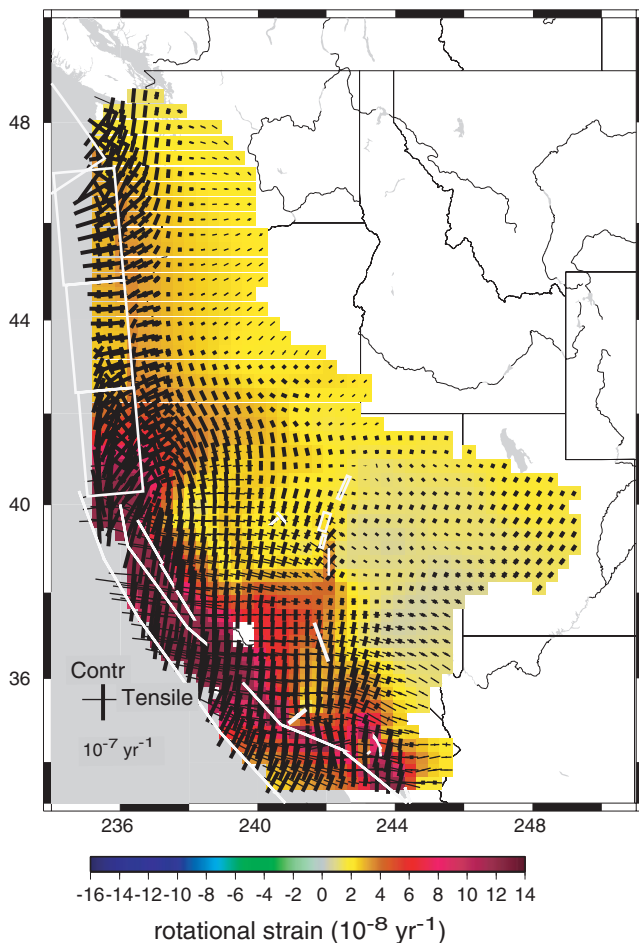 48
44
40
36
Contr
Tensile
10⁻⁷ yr⁻¹
236 240 244 248
-16 -14 -12 -10 -8 -6 -4 -2 0 2 4 6 8 10 12 14
rotational strain (10⁻⁸ yr⁻¹)